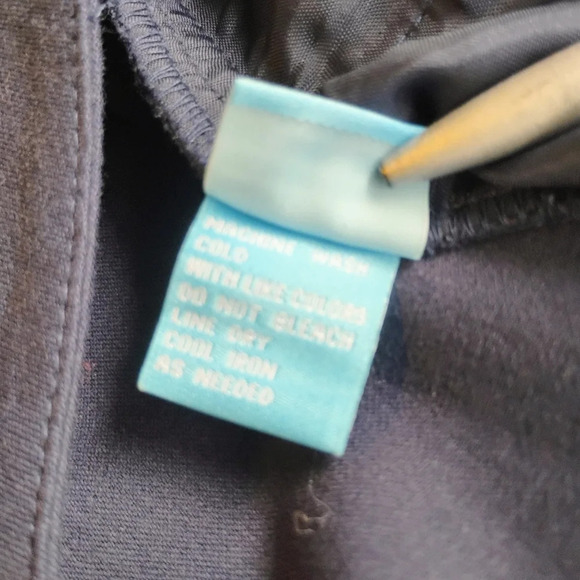 MACHINE WASH
COLD
WITH LIKE COLORS
DO NOT BLEACH
LINE DRY
COOL IRON
AS NEEDED